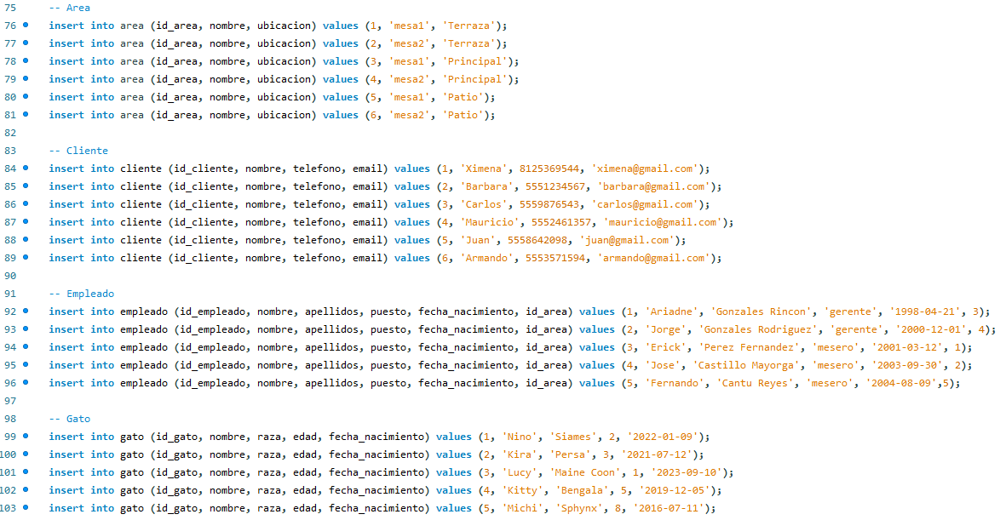 75 -- Area
76 insert into area (id_area, nombre, ubicacion) values (1, 'mesa1', 'Terraza');
77 insert into area (id_area, nombre, ubicacion) values (2, 'mesa2', 'Terraza');
78 insert into area (id_area, nombre, ubicacion) values (3, 'mesa1', 'Principal');
79 insert into area (id_area, nombre, ubicacion) values (4, 'mesa2', 'Principal');
80 insert into area (id_area, nombre, ubicacion) values (5, 'mesa1', 'Patio');
81 insert into area (id_area, nombre, ubicacion) values (6, 'mesa2', 'Patio');
82
83 -- Cliente
84 insert into cliente (id_cliente, nombre, telefono, email) values (1, 'Ximena', 8125369544, 'ximena@gmail.com');
85 insert into cliente (id_cliente, nombre, telefono, email) values (2, 'Barbara', 5551234567, 'barbara@gmail.com');
86 insert into cliente (id_cliente, nombre, telefono, email) values (3, 'Carlos', 5559876543, 'carlos@gmail.com');
87 insert into cliente (id_cliente, nombre, telefono, email) values (4, 'Mauricio', 5552461357, 'mauricio@gmail.com');
88 insert into cliente (id_cliente, nombre, telefono, email) values (5, 'Juan', 5558642098, 'juan@gmail.com');
89 insert into cliente (id_cliente, nombre, telefono, email) values (6, 'Armando', 5553571594, 'armando@gmail.com');
90
91 -- Empleado
92 insert into empleado (id_empleado, nombre, apellidos, puesto, fecha_nacimiento, id_area) values (1, 'Ariadne', 'Gonzales Rincon', 'gerente', '1998-04-21', 3);
93 insert into empleado (id_empleado, nombre, apellidos, puesto, fecha_nacimiento, id_area) values (2, 'Jorge', 'Gonzales Rodriguez', 'gerente', '2000-12-01', 4);
94 insert into empleado (id_empleado, nombre, apellidos, puesto, fecha_nacimiento, id_area) values (3, 'Erick', 'Perez Fernandez', 'mesero', '2001-03-12', 1);
95 insert into empleado (id_empleado, nombre, apellidos, puesto, fecha_nacimiento, id_area) values (4, 'Jose', 'Castillo Mayorga', 'mesero', '2003-09-30', 2);
96 insert into empleado (id_empleado, nombre, apellidos, puesto, fecha_nacimiento, id_area) values (5, 'Fernando', 'Cantu Reyes', 'mesero', '2004-08-09',5);
97
98 -- Gato
99 insert into gato (id_gato, nombre, raza, edad, fecha_nacimiento) values (1, 'Nino', 'Siames', 2, '2022-01-09');
100 insert into gato (id_gato, nombre, raza, edad, fecha_nacimiento) values (2, 'Kira', 'Persa', 3, '2021-07-12');
101 insert into gato (id_gato, nombre, raza, edad, fecha_nacimiento) values (3, 'Lucy', 'Maine Coon', 1, '2023-09-10');
102 insert into gato (id_gato, nombre, raza, edad, fecha_nacimiento) values (4, 'Kitty', 'Bengala', 5, '2019-12-05');
103 insert into gato (id_gato, nombre, raza, edad, fecha_nacimiento) values (5, 'Michi', 'Sphynx', 8, '2016-07-11');